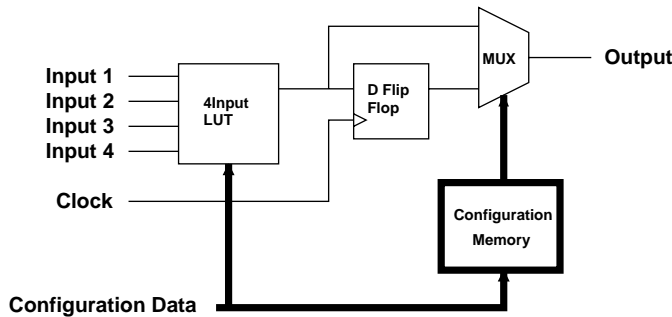 MUX
Output
Input 1
Input 2
Input 3
Input 4
4Input
LUT
D Flip
Flop
Clock
Configuration
Memory
Configuration Data